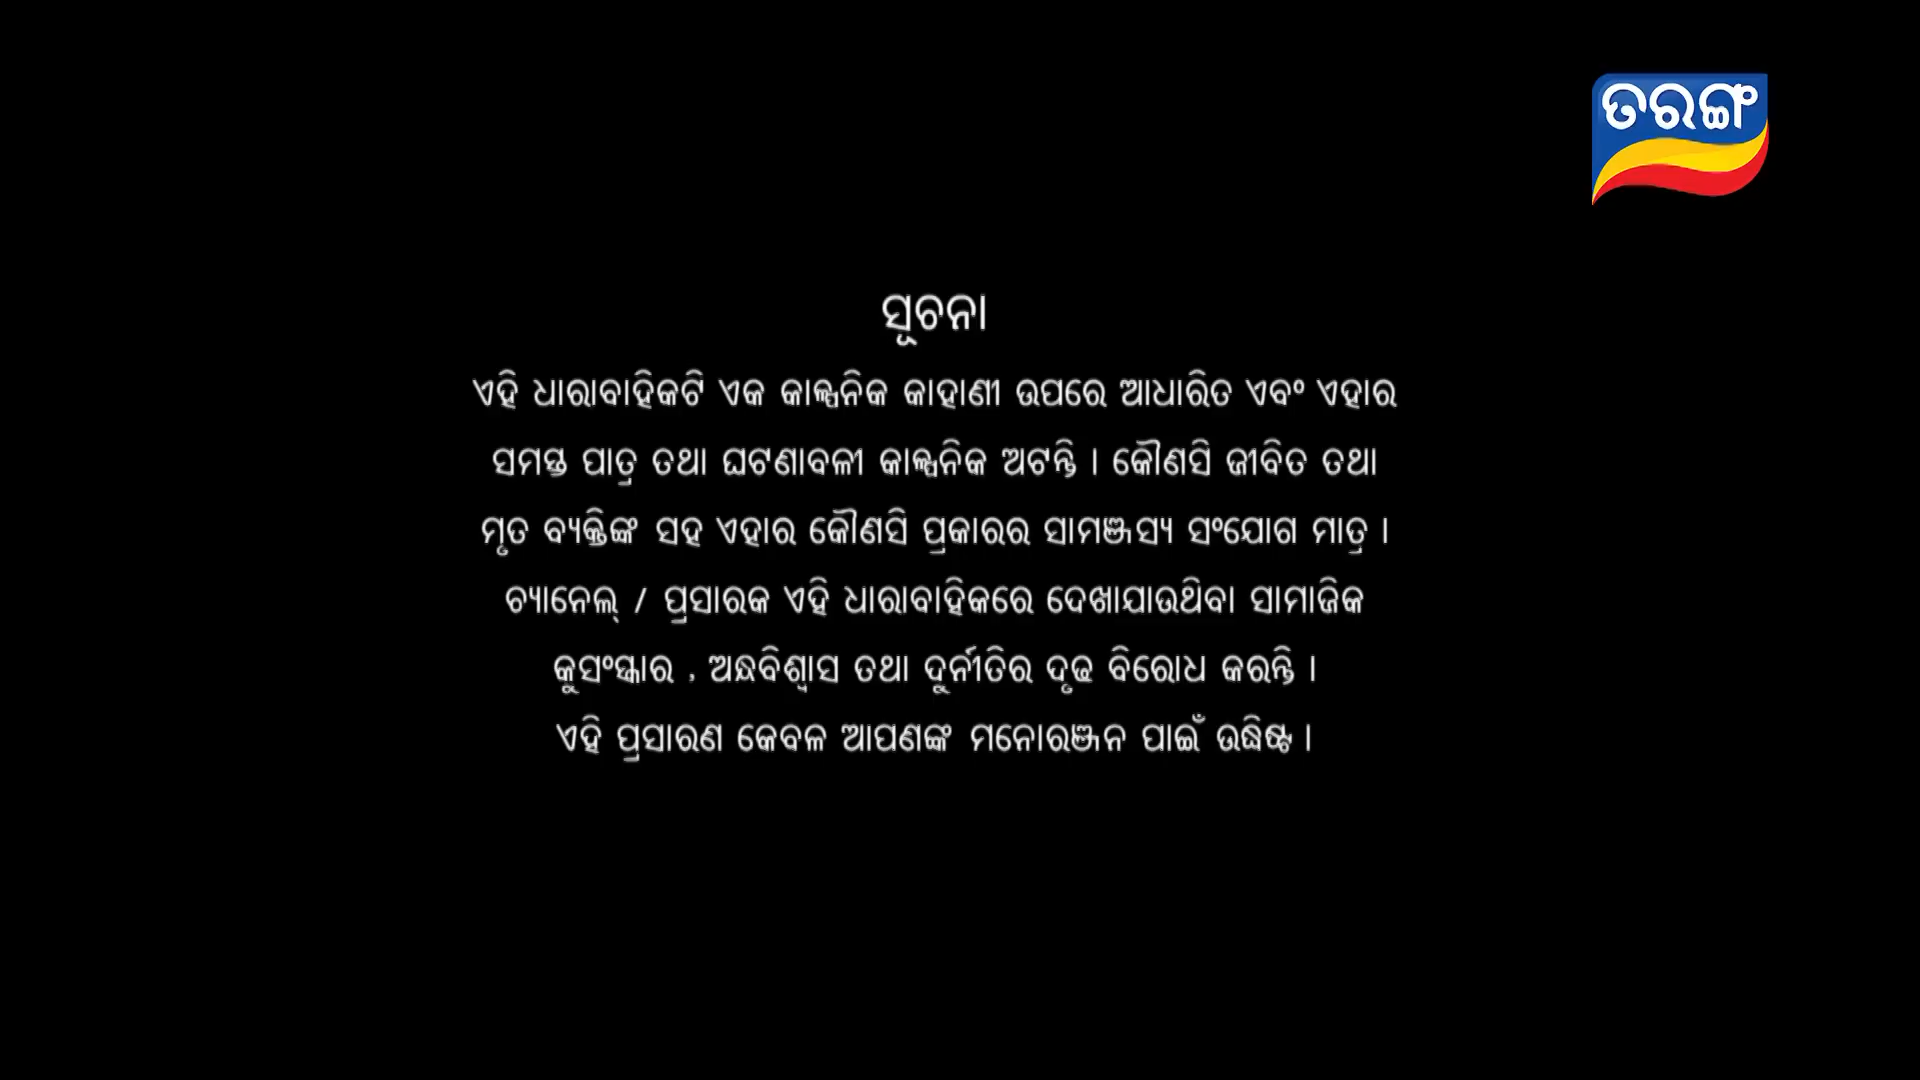 ତରଙ୍ଗ
ସୂଚନା
ଏହି ଧାରାବାହିକଟି ଏକ କାଳ୍ପନିକ କାହାଣୀ ଉପରେ ଆଧାରିତ ଏବଂ ଏହାର
ସମସ୍ତ ପାତ୍ର ତଥା ଘଟଣାବଳୀ କାଳ୍ପନିକ ଅଟନ୍ତି । କୌଣସି ଜୀବିତ ତଥା
ମୃତ ବ୍ୟକ୍ତିଙ୍କ ସହ ଏହାର କୌଣସି ପ୍ରକାରର ସାମଞ୍ଜସ୍ୟ ସଂଯୋଗ ମାତ୍ର ।
ଚ୍ୟାନେଲ୍ / ପ୍ରସାରକ ଏହି ଧାରାବାହିକରେ ଦେଖାଯାଉଥିବା ସାମାଜିକ
କୁସଂସ୍କାର , ଅନ୍ଧବିଶ୍ୱାସ ତଥା ଦୁର୍ନୀତିର ଦୃଢ ବିରୋଧ କରନ୍ତି ।
ଏହି ପ୍ରସାରଣ କେବଳ ଆପଣଙ୍କ ମନୋରଞ୍ଜନ ପାଇଁ ଉଦ୍ଧିଷ୍ଟ ।